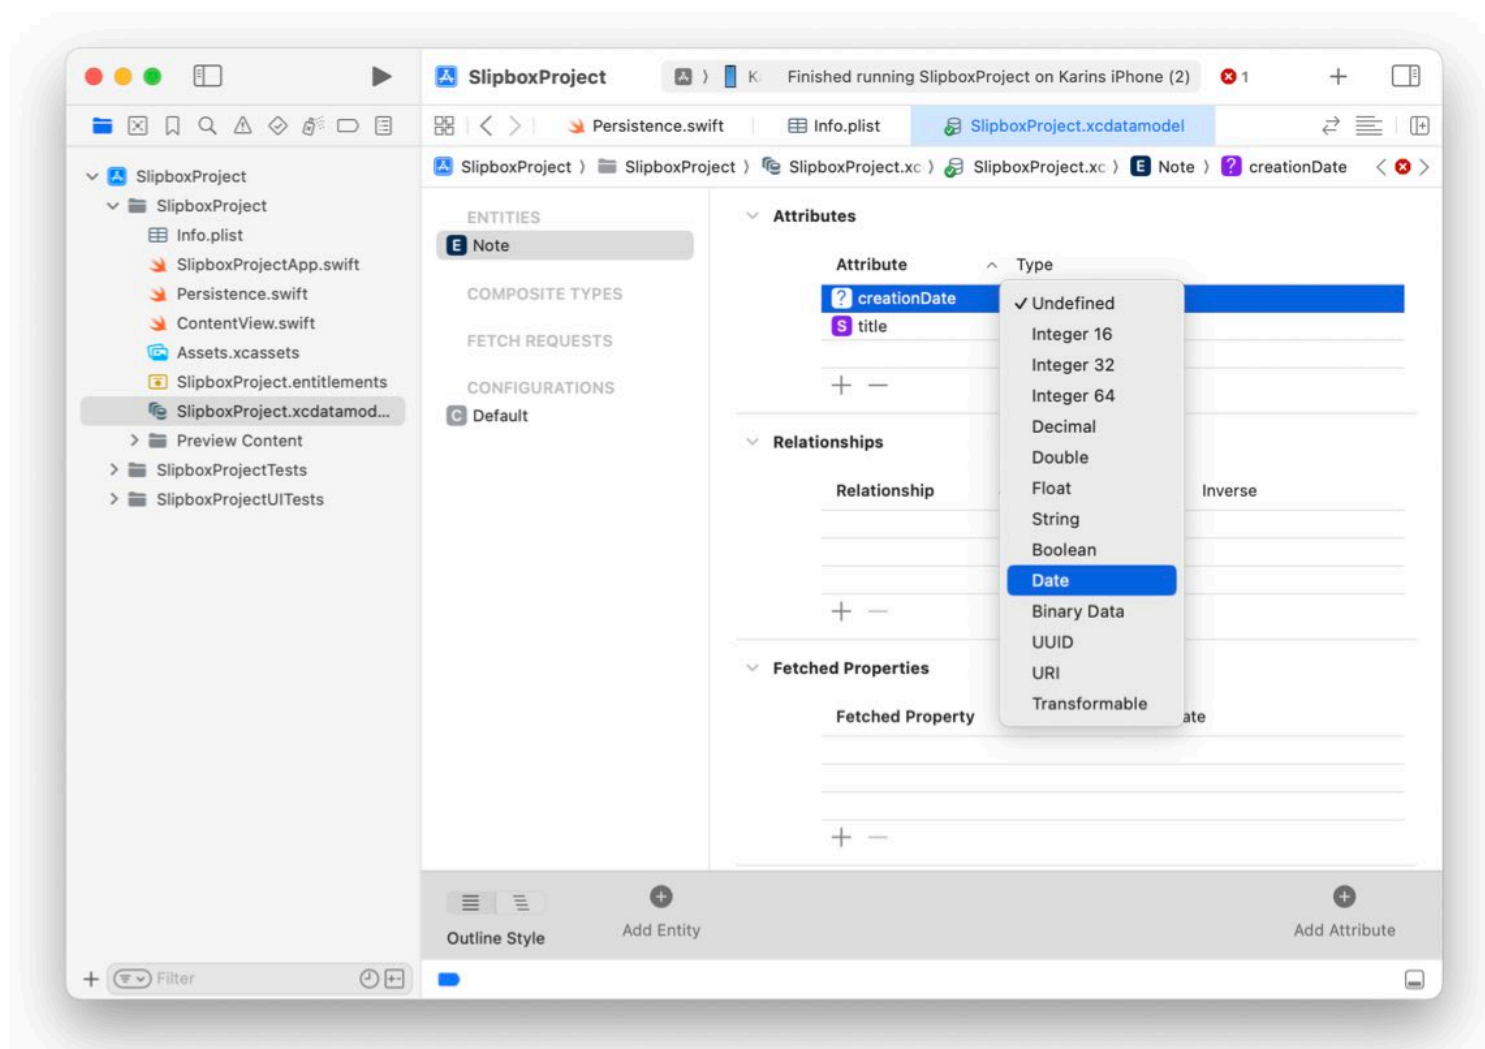 SlipboxProject
Finished running SlipboxProject on Karins iPhone (2)
1
Persistence.swift
Info.plist
SlipboxProject.xcdatamodel
SlipboxProject
SlipboxProject
SlipboxProject.xc
SlipboxProject.xc
E Note
? creationDate
SlipboxProject
SlipboxProject
Info.plist
SlipboxProjectApp.swift
Persistence.swift
ContentView.swift
Assets.xcassets
SlipboxProject.entitlements
SlipboxProject.xcdatamod...
Preview Content
SlipboxProjectTests
SlipboxProjectUITests
Filter
ENTITIES
E Note
COMPOSITE TYPES
FETCH REQUESTS
CONFIGURATIONS
C Default
Attributes
Attribute
Type
? creationDate
S title
Undefined
Integer 16
Integer 32
Integer 64
Decimal
Double
Float
String
Boolean
Date
Binary Data
UUID
URI
Transformable
Relationships
Relationship
Inverse
Fetched Properties
Fetched Property
Outline Style
Add Entity
Add Attribute